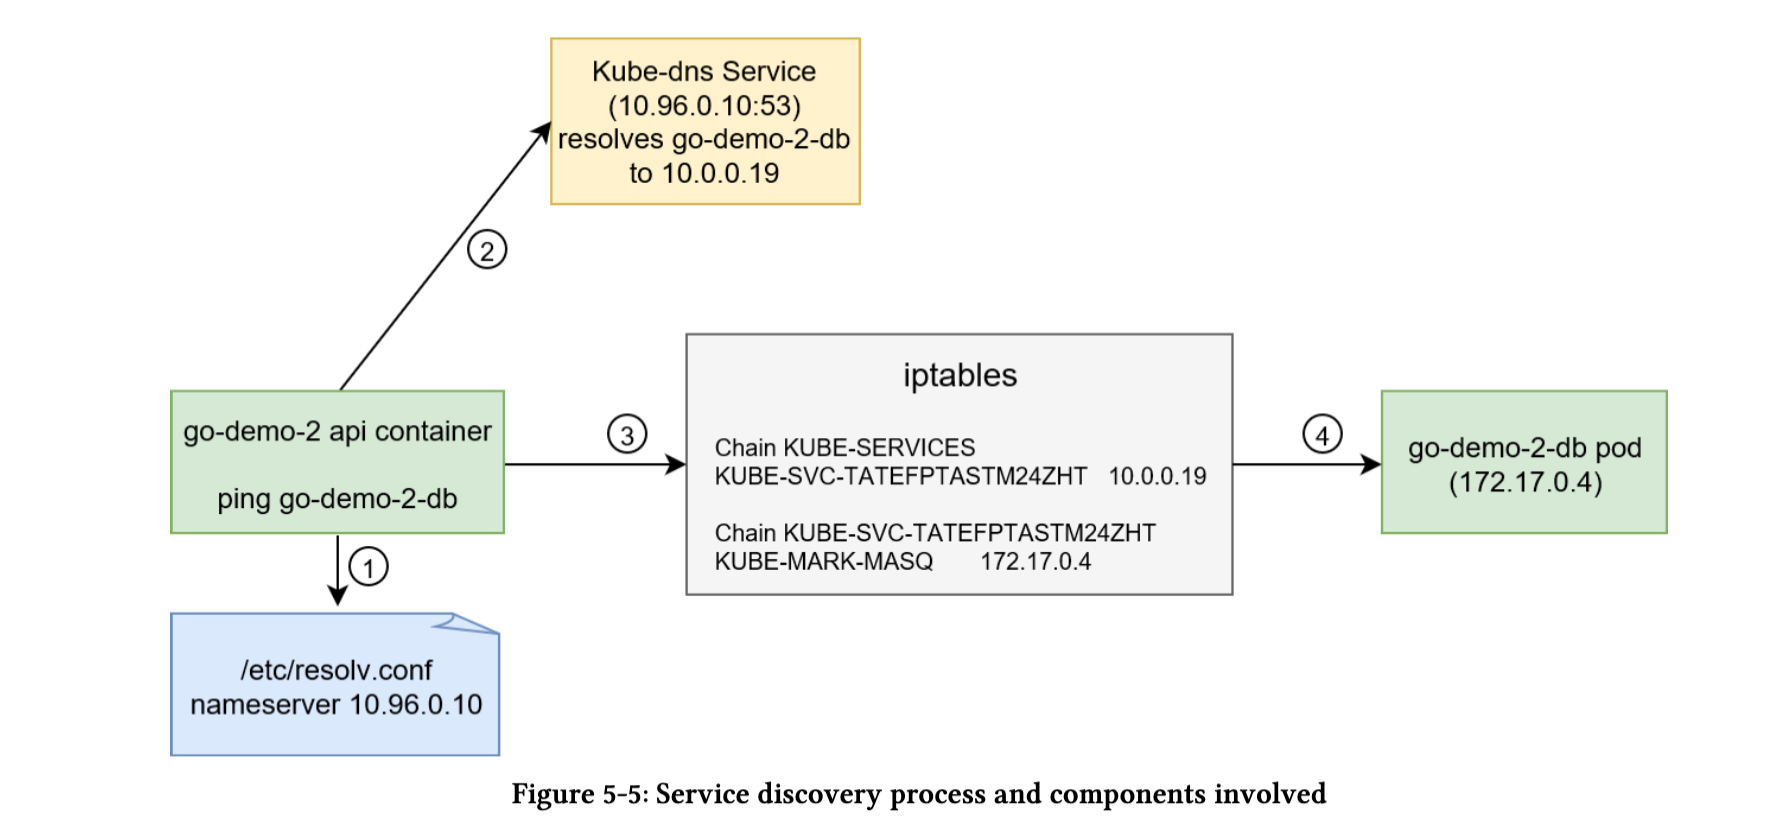 Kube-dns Service
(10.96.0.10:53)
resolves go-demo-2-db
to 10.0.0.19
2
go-demo-2 api container
ping go-demo-2-db
3
iptables
Chain KUBE-SERVICES
KUBE-SVC-TATEFPTASTM24ZHT 10.0.0.19
Chain KUBE-SVC-TATEFPTASTM24ZHT
KUBE-MARK-MASQ 172.17.0.4
4
go-demo-2-db pod
(172.17.0.4)
1
/etc/resolv.conf
nameserver 10.96.0.10
Figure 5-5: Service discovery process and components involved